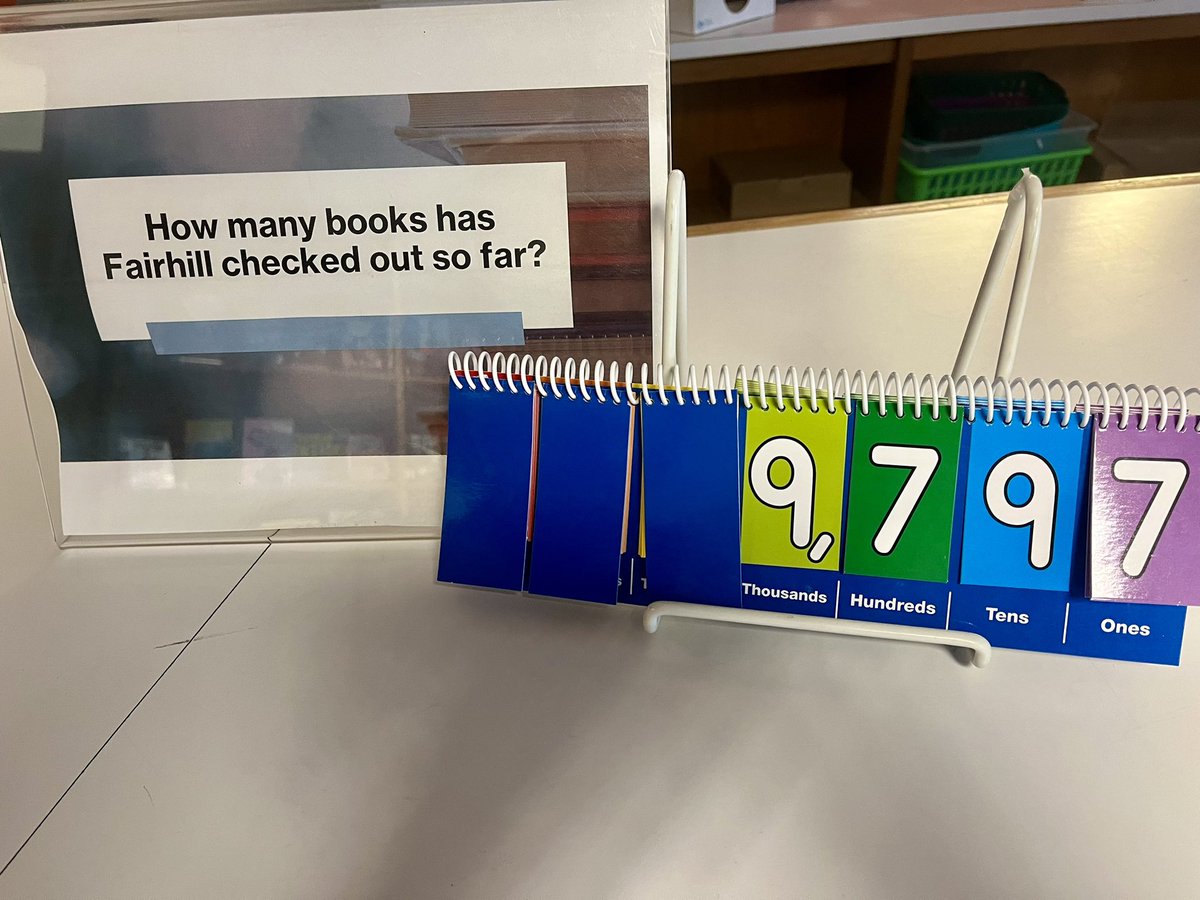 How many books has
Fairhill checked out so far?
9,797
Thousands Hundreds Tens Ones